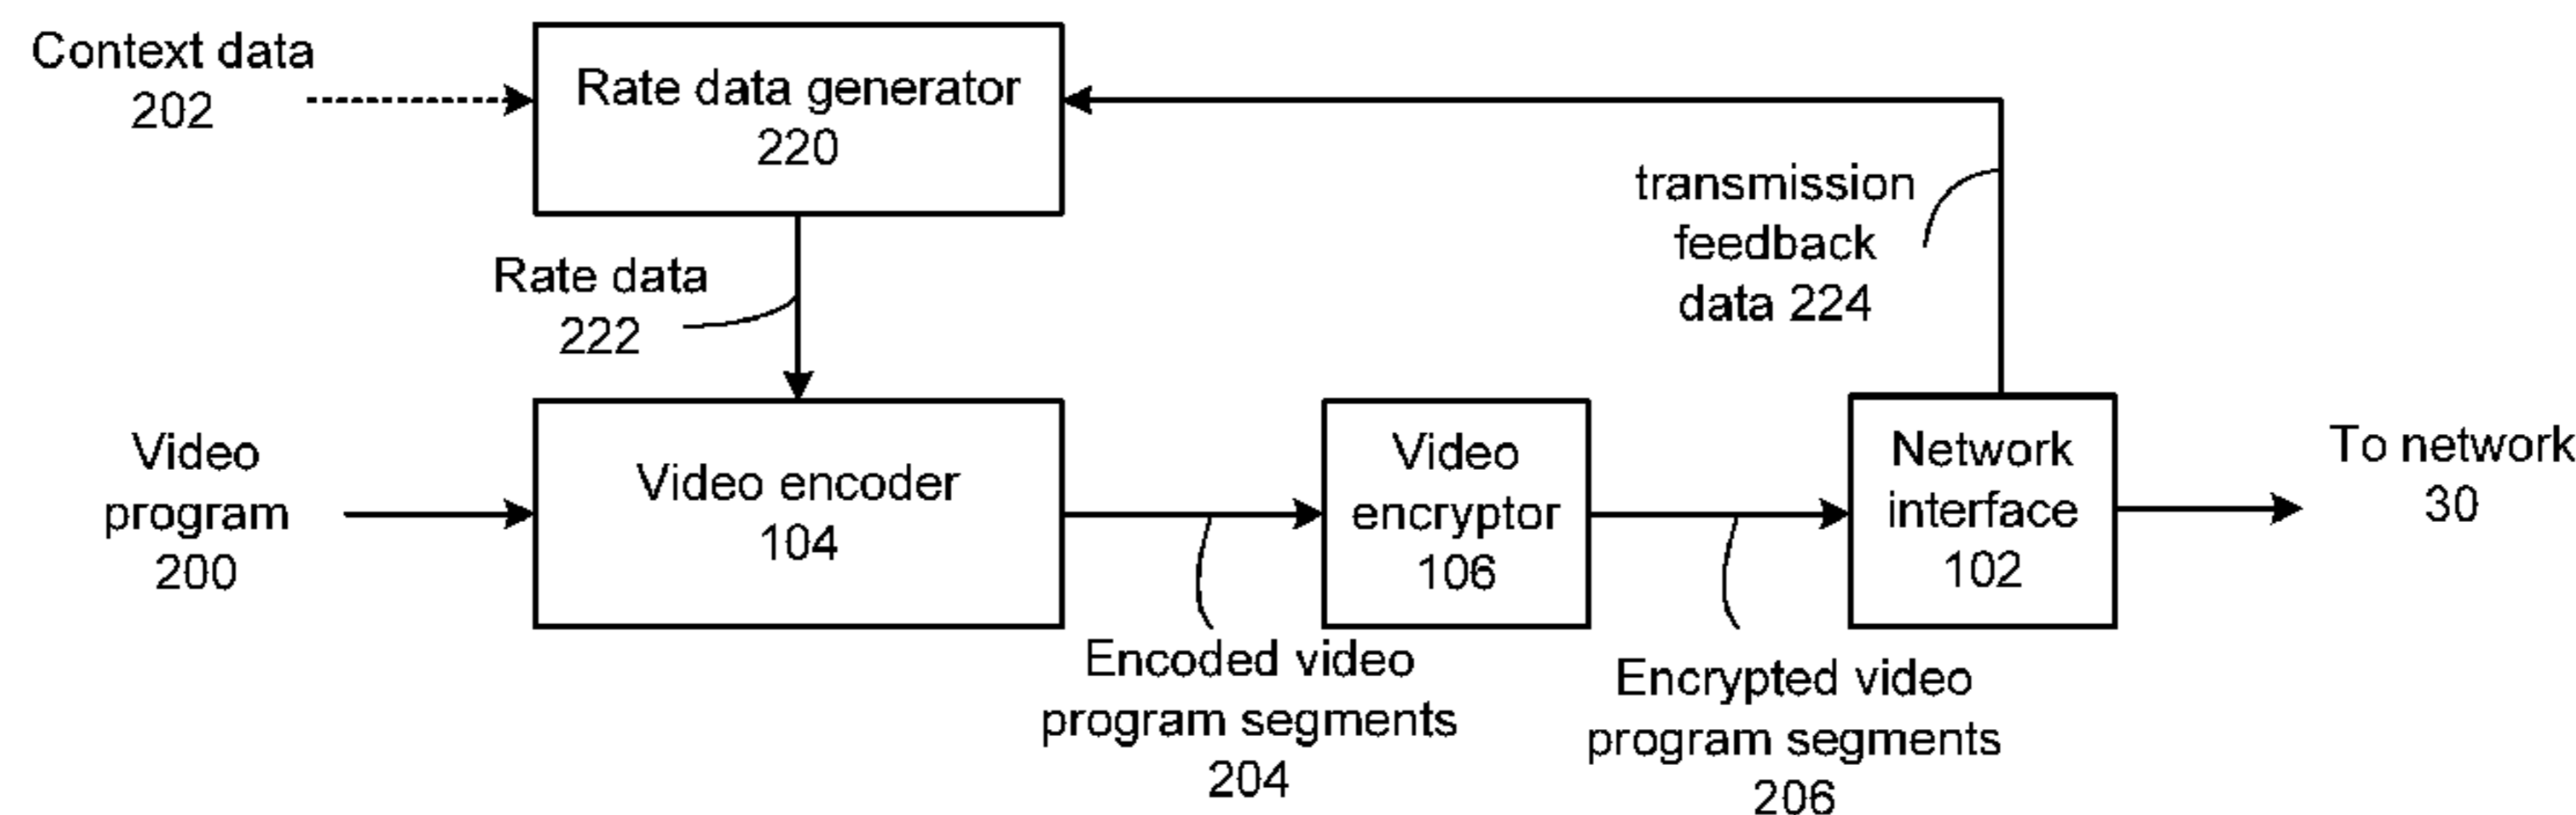 Context data
202
Rate data generator
220
transmission
feedback
data 224
Rate data
222
Video
program
200
Video encoder
104
Video
encryptor
106
Network
interface
102
To network
30
Encoded video
program segments
204
Encrypted video
program segments
206